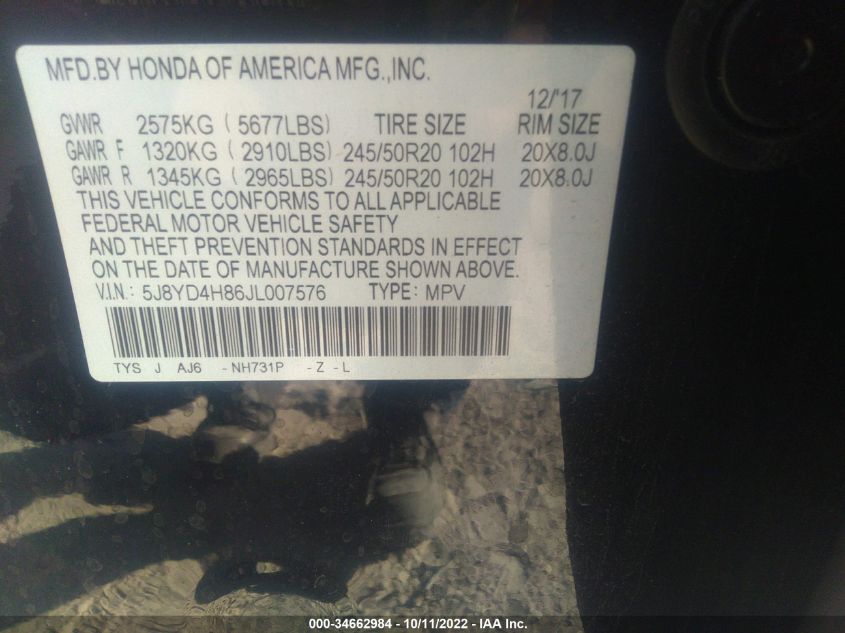 MFD.BY HONDA OF AMERICA MFG.,INC.
12/'17
GVWR 2575KG ( 5677LBS) TIRE SIZE RIM SIZE
GAWR F 1320KG ( 2910LBS) 245/50R20 102H 20X8.0J
GAWR R 1345KG ( 2965LBS) 245/50R20 102H 20X8.0J
THIS VEHICLE CONFORMS TO ALL APPLICABLE
FEDERAL MOTOR VEHICLE SAFETY
AND THEFT PREVENTION STANDARDS IN EFFECT
ON THE DATE OF MANUFACTURE SHOWN ABOVE.
V.I.N.: 5J8YD4H86JL007576 TYPE: MPV
TYS J AJ6 -NH731P -Z -L
000-34662984 - 10/11/2022 - IAA Inc.